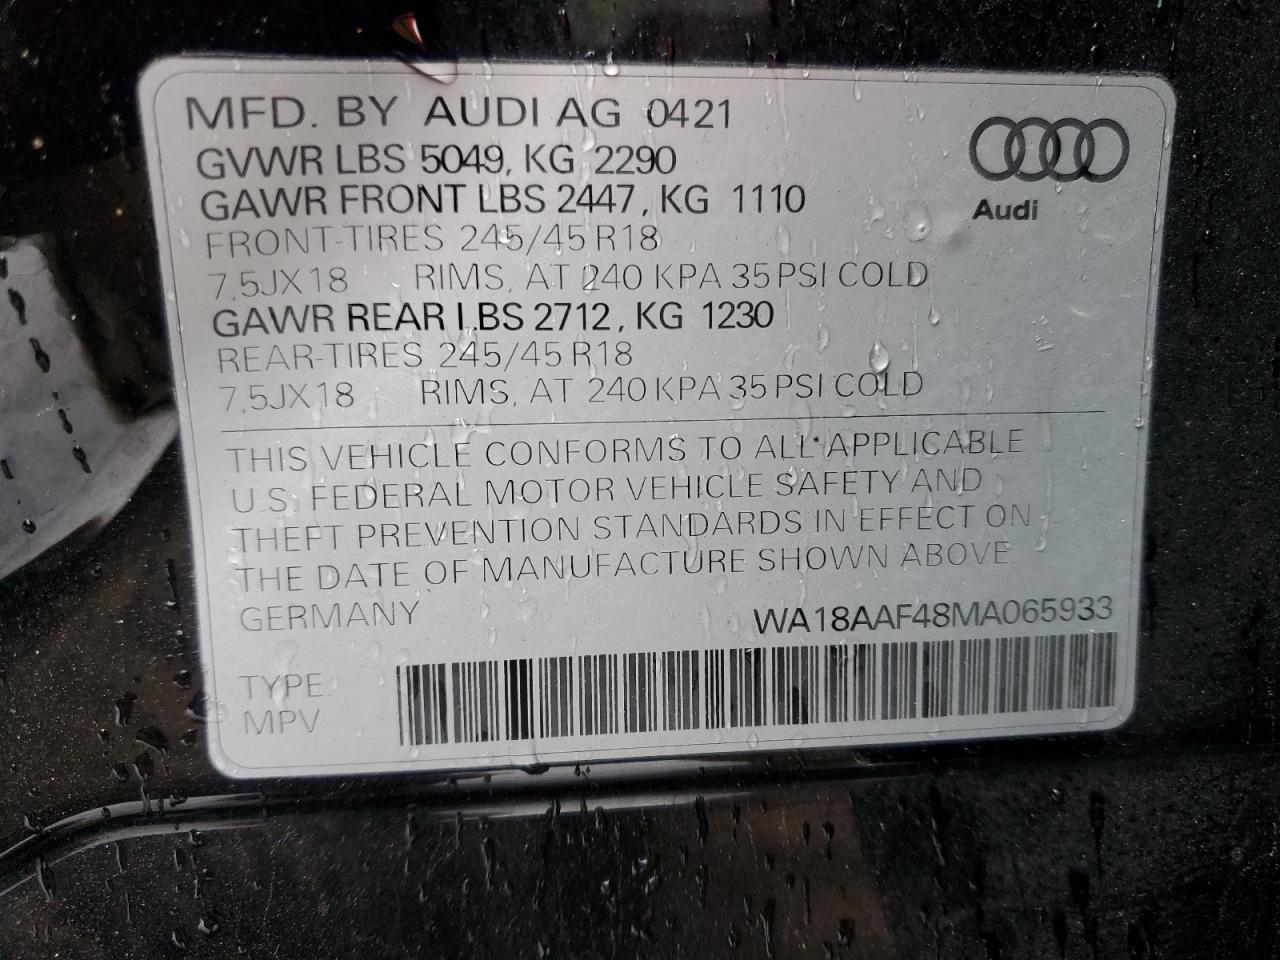 MFD. BY AUDI AG 0421
GVWR LBS 5049, KG 2290
GAWR FRONT LBS 2447, KG 1110
FRONT-TIRES 245/45 R18
7,5JX18 RIMS, AT 240 KPA 35 PSI COLD
GAWR REAR LBS 2712, KG 1230
REAR-TIRES 245/45 R18
7,5JX18 RIMS, AT 240 KPA 35 PSI COLD
Audi
THIS VEHICLE CONFORMS TO ALL APPLICABLE
U.S. FEDERAL MOTOR VEHICLE SAFETY AND
THEFT PREVENTION STANDARDS IN EFFECT ON
THE DATE OF MANUFACTURE SHOWN ABOVE
GERMANY WA18AAF48MA065933
TYPE
MPV